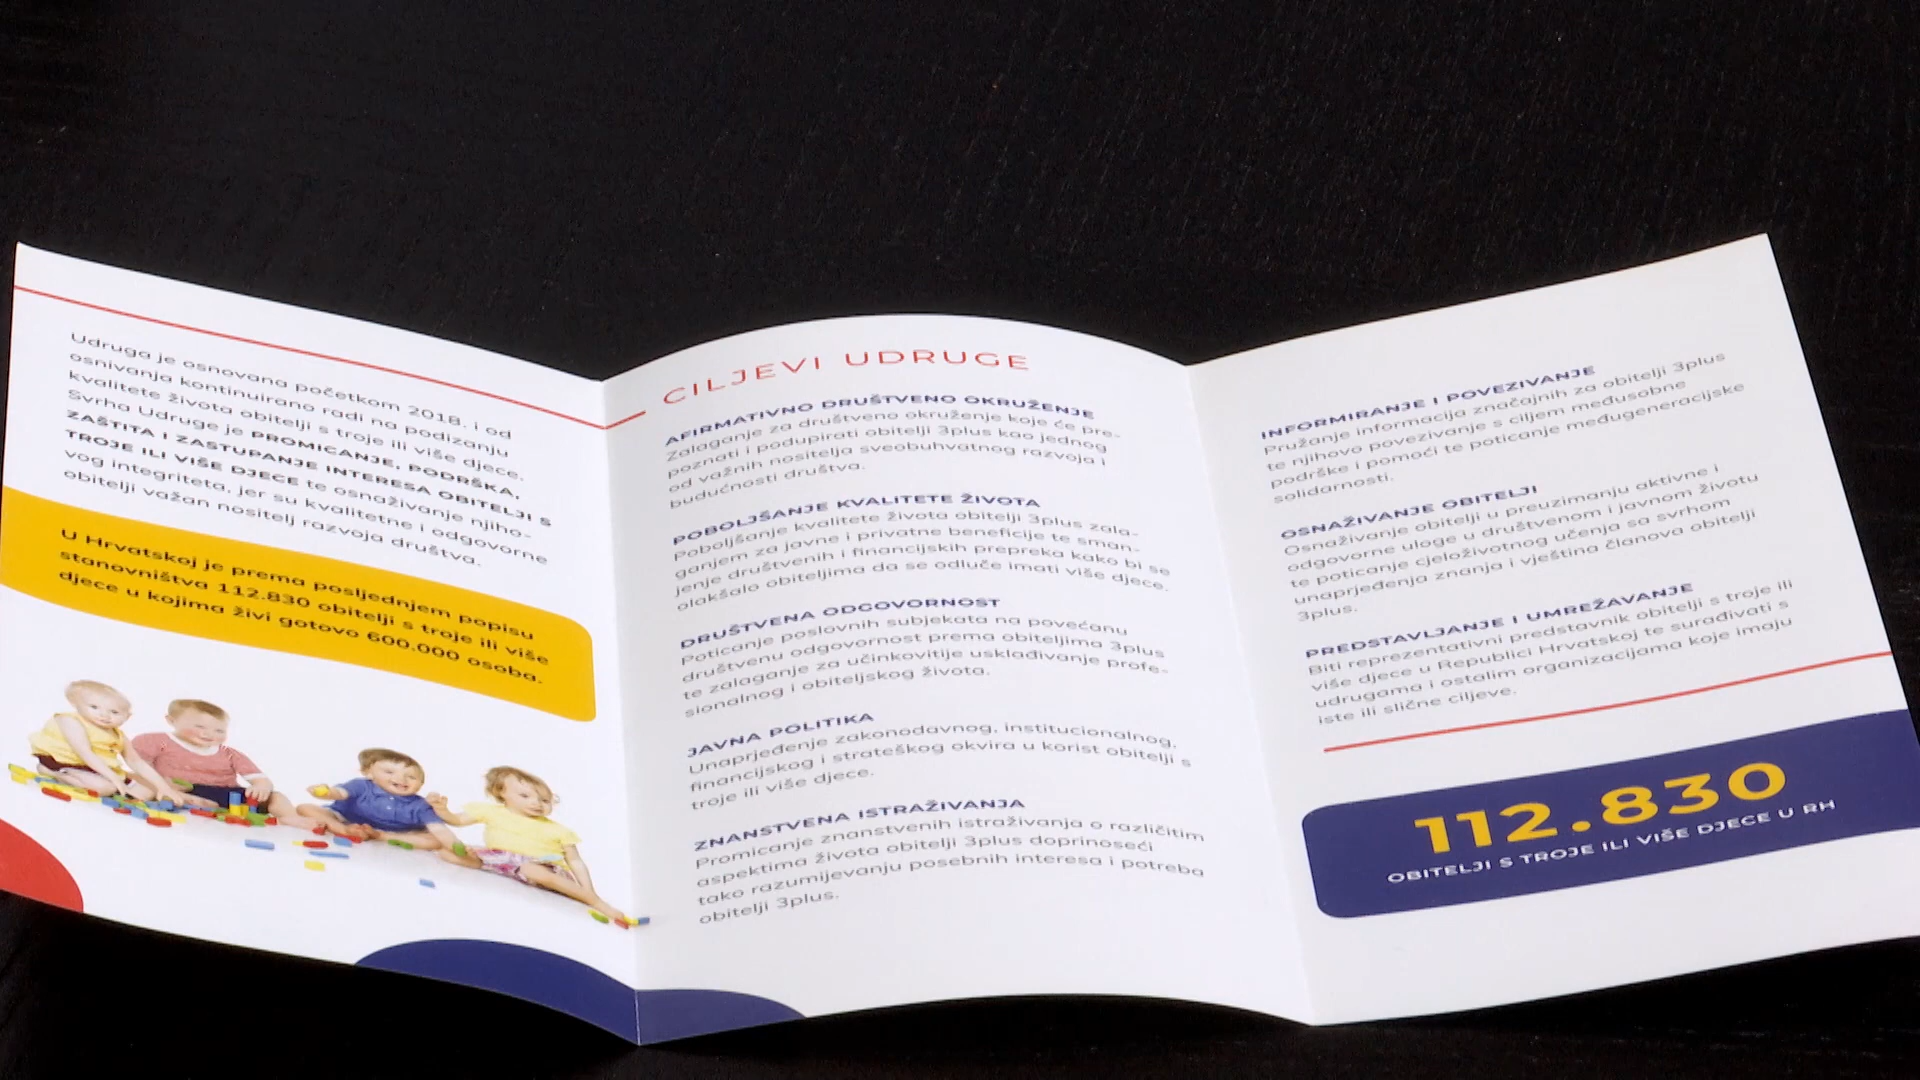 Udruga je osnovana početkom 2018. i od
osnivanja kontinuirano radi na podizanju
kvalitete života obitelji s troje ili više djece.
Svrha Udruge je PROMICANJE, PODRŠKA,
ZAŠTITA I ZASTUPANJE INTERESA OBITELJI S
TROJE ILI VIŠE DJECE te osnaživanje njiho-
vog integriteta, jer su kvalitetne i odgovorne
obitelji važan nositelj razvoja društva.
U Hrvatskoj je prema posljednjem popisu
stanovništva 112.830 obitelji s troje ili više
djece u kojima živi gotovo 600.000 osoba.
CILJEVI UDRUGE
AFIRMATIVNO DRUŠTVENO OKRUŽENJE
Zalaganje za društveno okruženje koje će pre-
poznati i podupirati obitelji 3plus kao jednog
od važnih nositelja sveobuhvatnog razvoja i
budućnosti društva.
POBOLJŠANJE KVALITETE ŽIVOTA
Poboljšanje kvalitete života obitelji 3plus zala-
ganjem za javne i privatne beneficije te sman-
jenje društvenih i financijskih prepreka kako bi se
olakšalo obiteljima da se odluče imati više djece.
DRUŠTVENA ODGOVORNOST
Poticanje poslovnih subjekata na povećanu
društvenu odgovornost prema obiteljima 3plus
te zalaganje za učinkovitije usklađivanje profe-
sionalnog i obiteljskog života.
JAVNA POLITIKA
Unaprjeđenje zakonodavnog, institucionalnog,
financijskog i strateškog okvira u korist obitelji s
troje ili više djece.
ZNANSTVENA ISTRAŽIVANJA
Promicanje znanstvenih istraživanja o različitim
aspektima života obitelji 3plus doprinoseći
tako razumijevanju posebnih interesa i potreba
obitelji 3plus.
INFORMIRANJE I POVEZIVANJE
Pružanje informacija značajnih za obitelji 3plus
te njihovo povezivanje s ciljem međusobne
podrške i pomoći te poticanje međugeneracijske
solidarnosti.
OSNAŽIVANJE OBITELJI
Osnaživanje obitelji u preuzimanju aktivne i
odgovorne uloge u društvenom i javnom životu
te poticanje cjeloživotnog učenja sa svrhom
unaprjeđenja znanja i vještina članova obitelji
3plus.
PREDSTAVLJANJE I UMREŽAVANJE
Biti reprezentativni predstavnik obitelji s troje ili
više djece u Republici Hrvatskoj te surađivati s
udrugama i ostalim organizacijama koje imaju
iste ili slične ciljeve.
112.830
OBITELJI S TROJE ILI VIŠE DJECE U RH